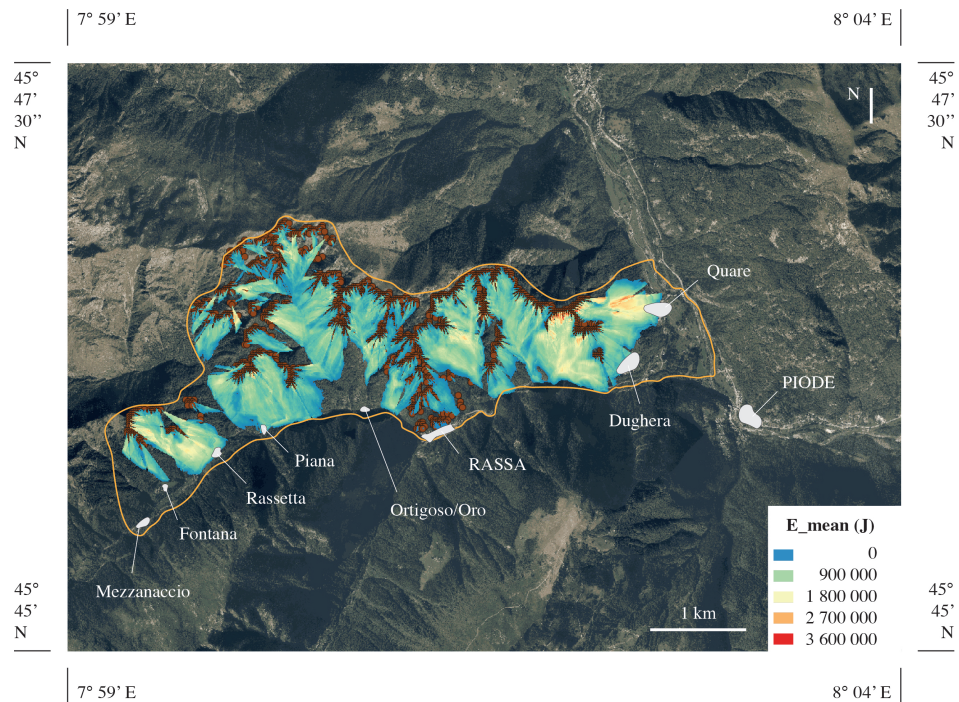 7° 59’ E
8° 04’ E
45°
47’
30’’
N
45°
47’
30’’
N
N
Quare
PIODE
Dughera
RASSA
Piana
Ortigoso/Oro
Rassetta
Fontana
Mezzanaccio
E_mean (J)
0
900 000
1 800 000
2 700 000
3 600 000
1 km
45°
45’
N
45°
45’
N
7° 59’ E
8° 04’ E